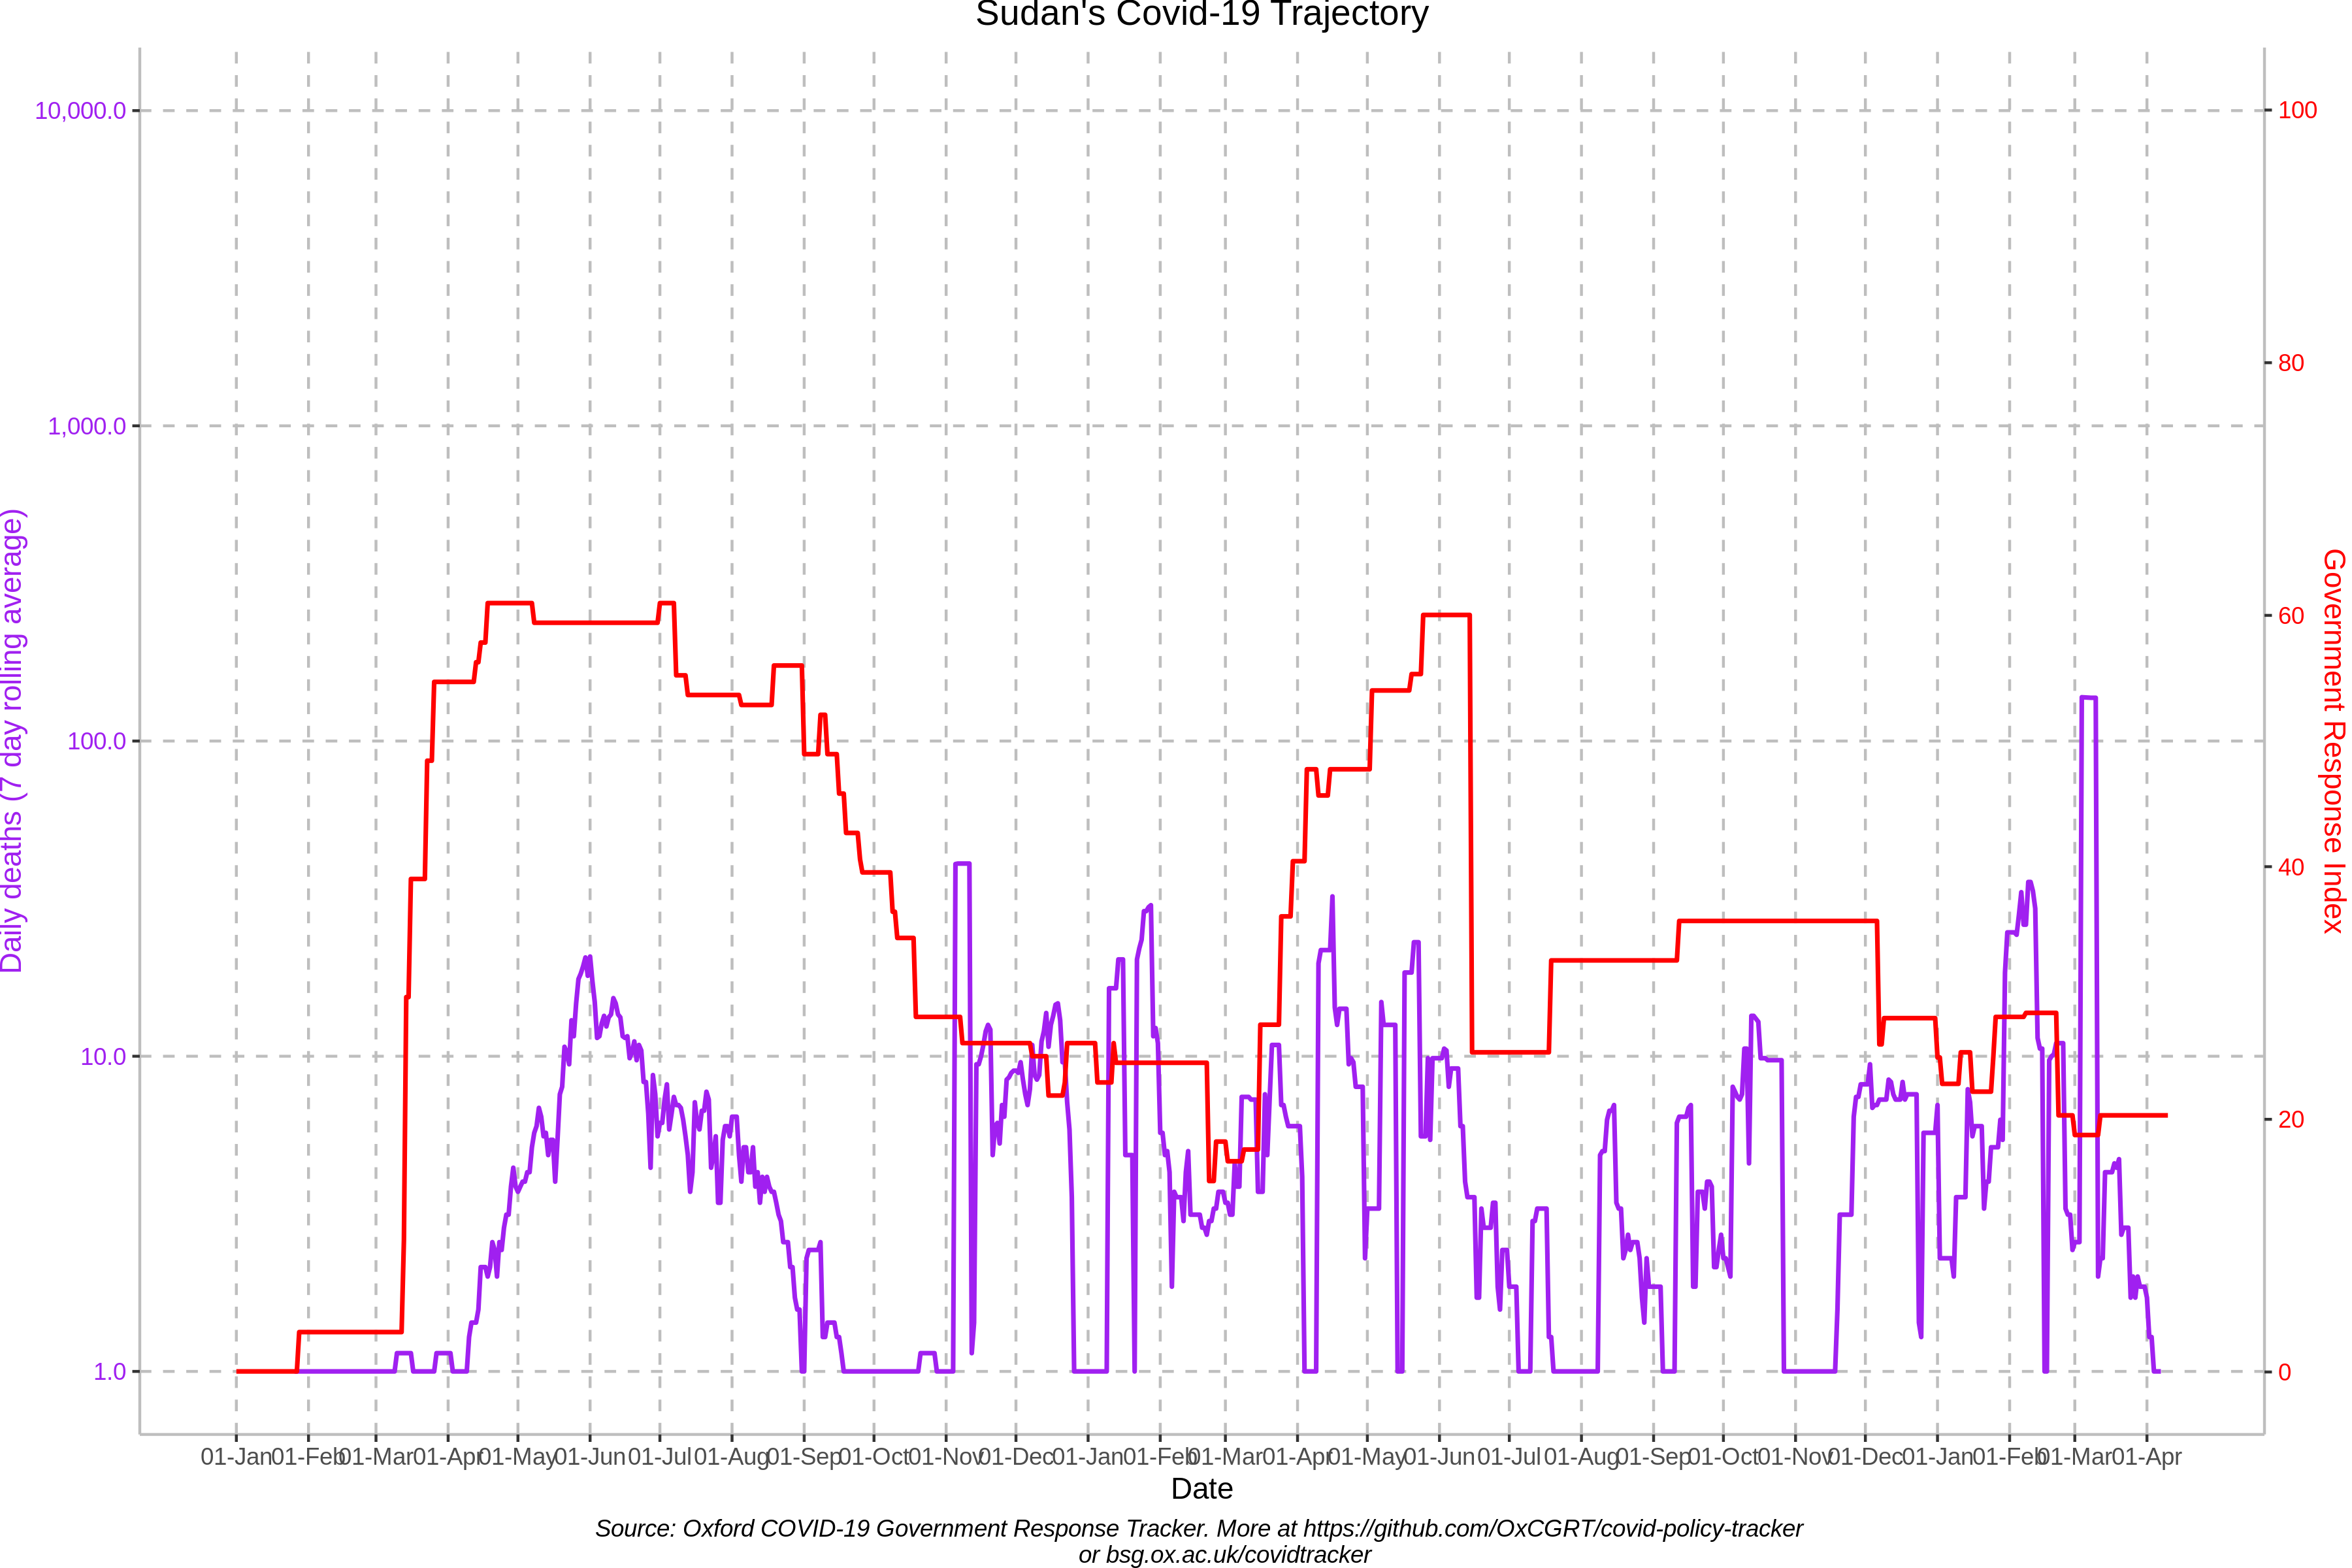 Sudan's Covid-19 Trajectory
10,000.0
1,000.0
100.0
10.0
1.0
Daily deaths (7 day rolling average)
100
80
60
40
20
0
Government Response Index
01-Jan 01-Feb 01-Mar 01-Apr 01-May 01-Jun 01-Jul 01-Aug 01-Sep 01-Oct 01-Nov 01-Dec 01-Jan 01-Feb 01-Mar 01-Apr 01-May 01-Jun 01-Jul 01-Aug 01-Sep 01-Oct 01-Nov 01-Dec 01-Jan 01-Feb 01-Mar 01-Apr
Date
Source: Oxford COVID-19 Government Response Tracker. More at https://github.com/OxCGRT/covid-policy-tracker
or bsg.ox.ac.uk/covidtracker